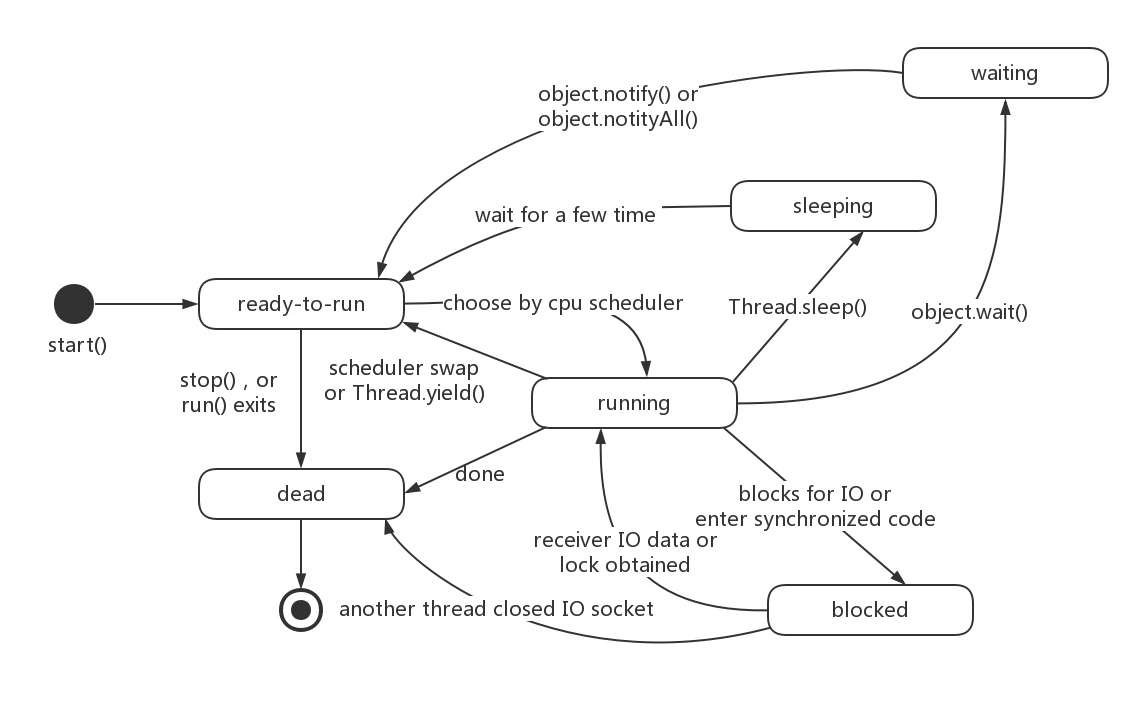 waiting
object.notify() or
object.notityAll()
sleeping
wait for a few time
ready-to-run
choose by cpu scheduler
Thread.sleep()
object.wait()
start()
scheduler swap
or Thread.yield()
stop() , or
run() exits
running
done
dead
blocks for IO or
enter synchronized code
receiver IO data or
lock obtained
another thread closed IO socket
blocked